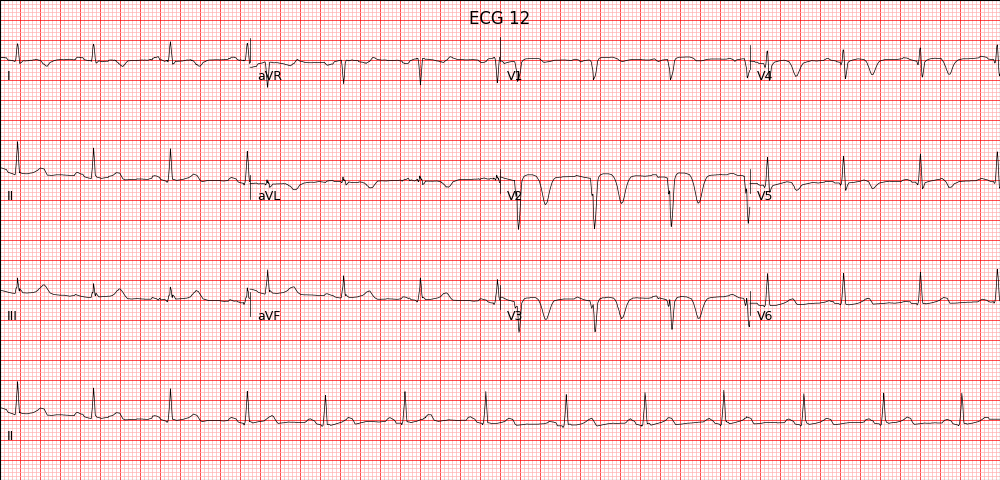 ECG 12
I aVR V1 V4
II aVL V2 V5
III aVF V3 V6
II